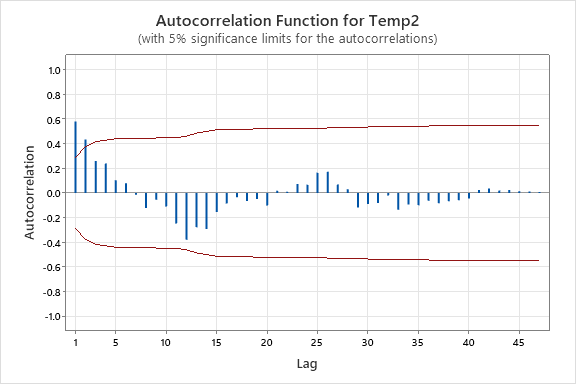 Autocorrelation Function for Temp2
(with 5% significance limits for the autocorrelations)
1.0
0.8
0.6
0.4
0.2
0.0
-0.2
-0.4
-0.6
-0.8
-1.0
Autocorrelation
1 5 10 15 20 25 30 35 40 45
Lag